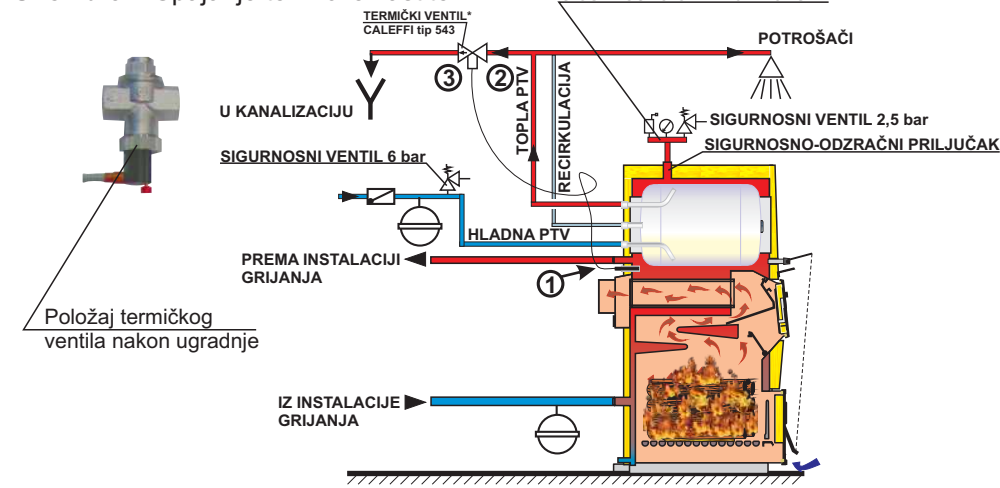 TERMIČKI VENTIL*
CALEFFI tip 543
POTROŠAČI
3
2
U KANALIZACIJU
TOPLA PTV
RECIRKULACIJA
SIGURNOSNI VENTIL 2,5 bar
SIGURNOSNO-ODZRAČNI PRILJUČAK
SIGURNOSNI VENTIL 6 bar
HLADNA PTV
PREMA INSTALACIJI
GRIJANJA
1
Položaj termičkog
ventila nakon ugradnje
IZ INSTALACIJE
GRIJANJA